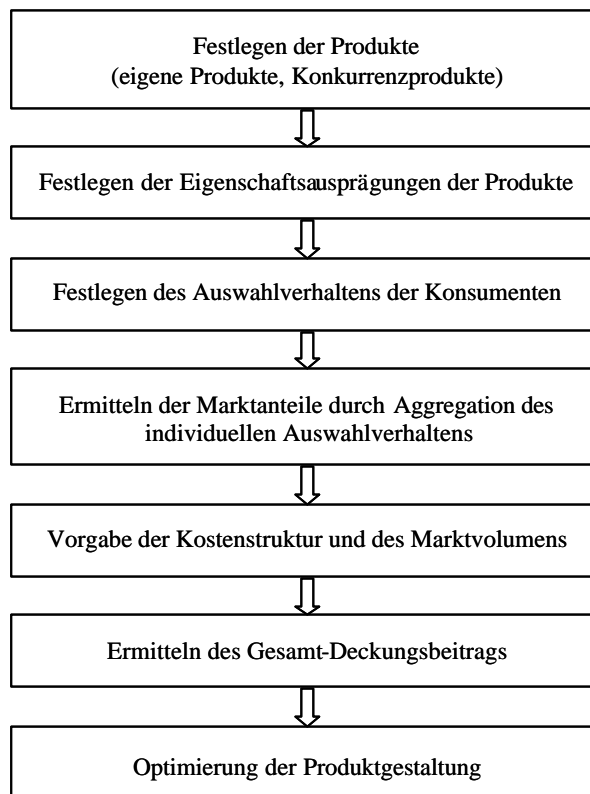 Festlegen der Produkte
(eigene Produkte, Konkurrenzprodukte)
Festlegen der Eigenschaftsausprägungen der Produkte
Festlegen des Auswahlverhaltens der Konsumenten
Ermitteln der Marktanteile durch Aggregation des
individuellen Auswahlverhaltens
Vorgabe der Kostenstruktur und des Marktvolumens
Ermitteln des Gesamt-Deckungsbeitrags
Optimierung der Produktgestaltung